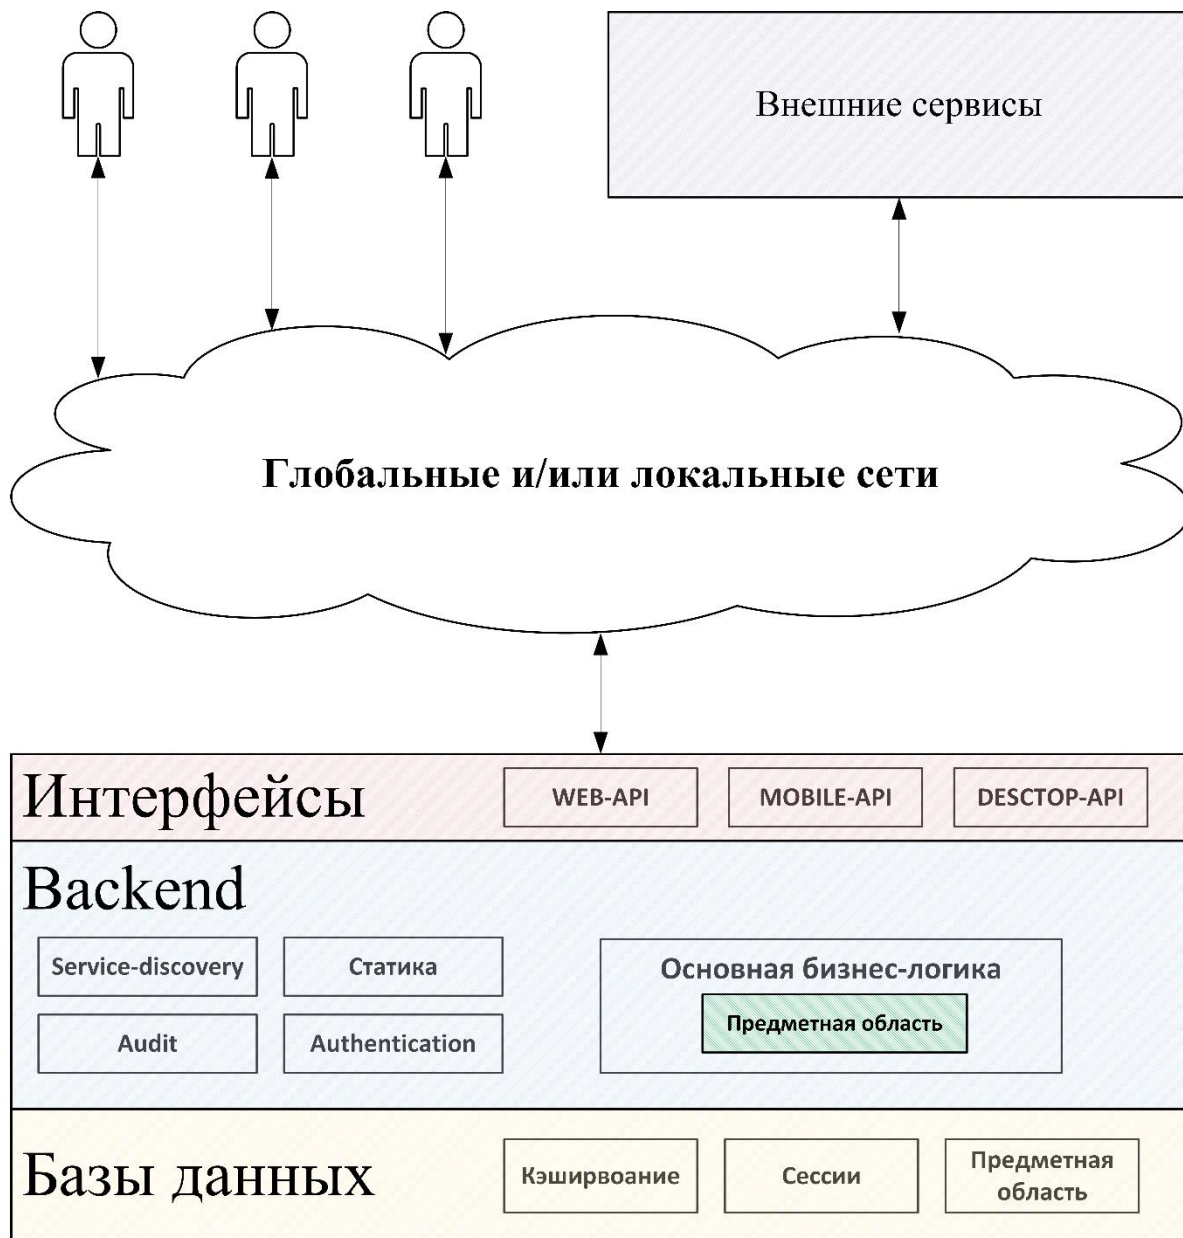 Внешние сервисы
Глобальные и/или локальные сети
Интерфейсы
WEB-API
MOBILE-API
DESCTOP-API
Backend
Service-discovery
Статика
Audit
Authentication
Основная бизнес-логика
Предметная область
Базы данных
Кэширвоание
Сессии
Предметная
область